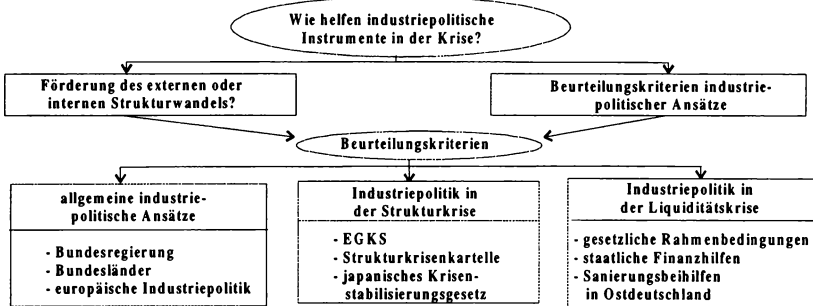 Wie helfen industriepolitische
Instrumente in der Krise?
Förderung des externen oder
internen Strukturwandels?
Beurteilungskriterien industrie-
politischer Ansätze
Beurteilungskriterien
allgemeine industrie-
politische Ansätze
- Bundesregierung
- Bundesländer
- europäische Industriepolitik
Industriepolitik in
der Strukturkrise
- EGKS
- Strukturkrisenkartelle
- japanisches Krisen-
stabilisierungsgesetz
Industriepolitik in
der Liquiditätskrise
- gesetzliche Rahmenbedingungen
- staatliche Finanzhilfen
- Sanierungsbeihilfen
in Ostdeutschland